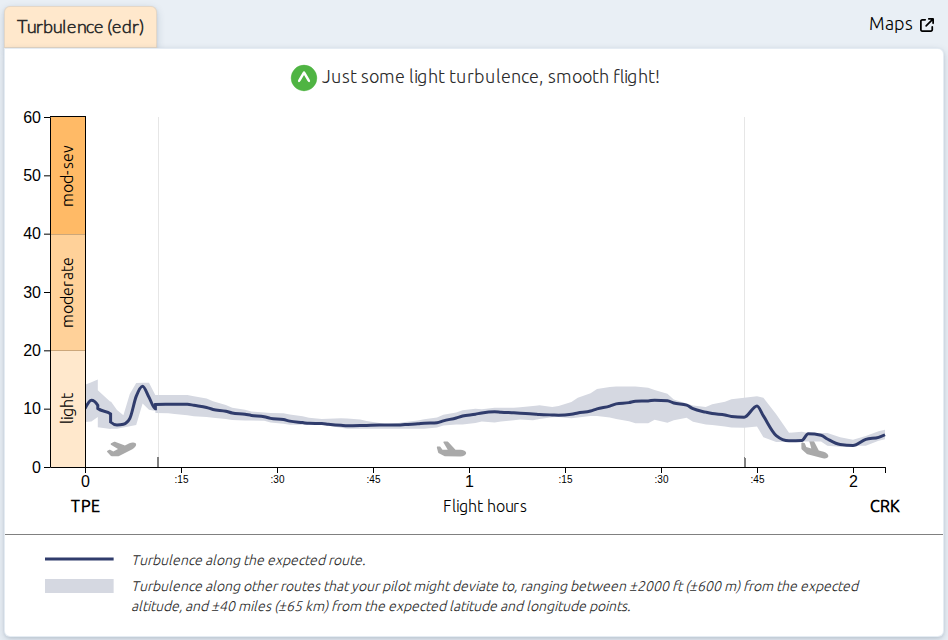 Turbulence (edr)
Maps
Just some light turbulence, smooth flight!
60
50
40
30
20
10
0
mod-sev
moderate
light
0 :15 :30 :45 1 :15 :30 :45 2
TPE Flight hours CRK
Turbulence along the expected route.
Turbulence along other routes that your pilot might deviate to, ranging between ±2000 ft (±600 m) from the expected
altitude, and ±40 miles (±65 km) from the expected latitude and longitude points.